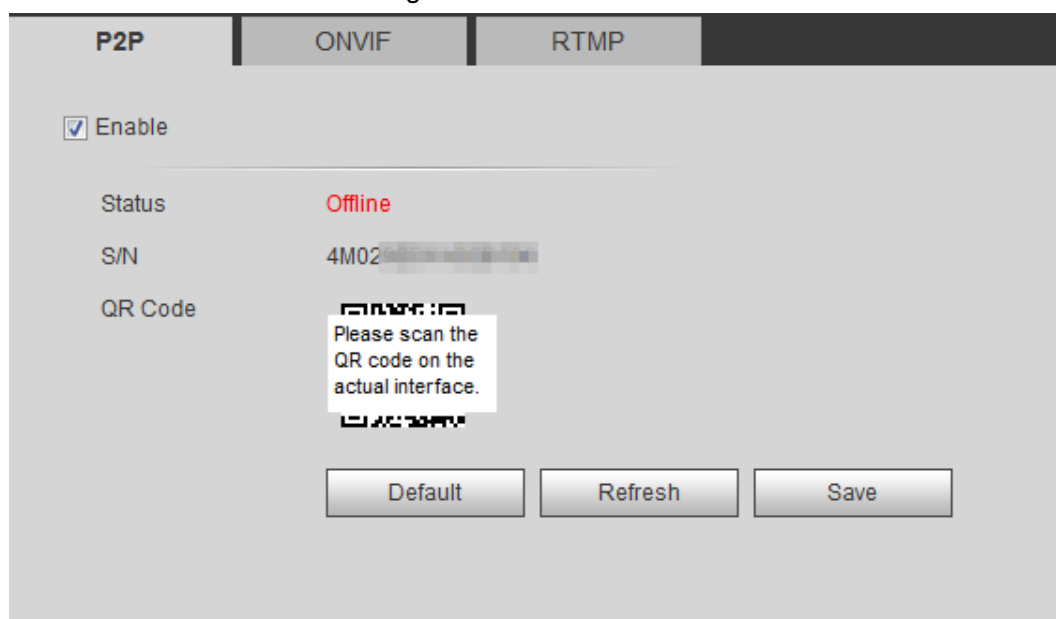 P2P ONVIF RTMP
Enable
Status Offline
S/N 4M02
QR Code
Please scan the
QR code on the
actual interface.
Default Refresh Save